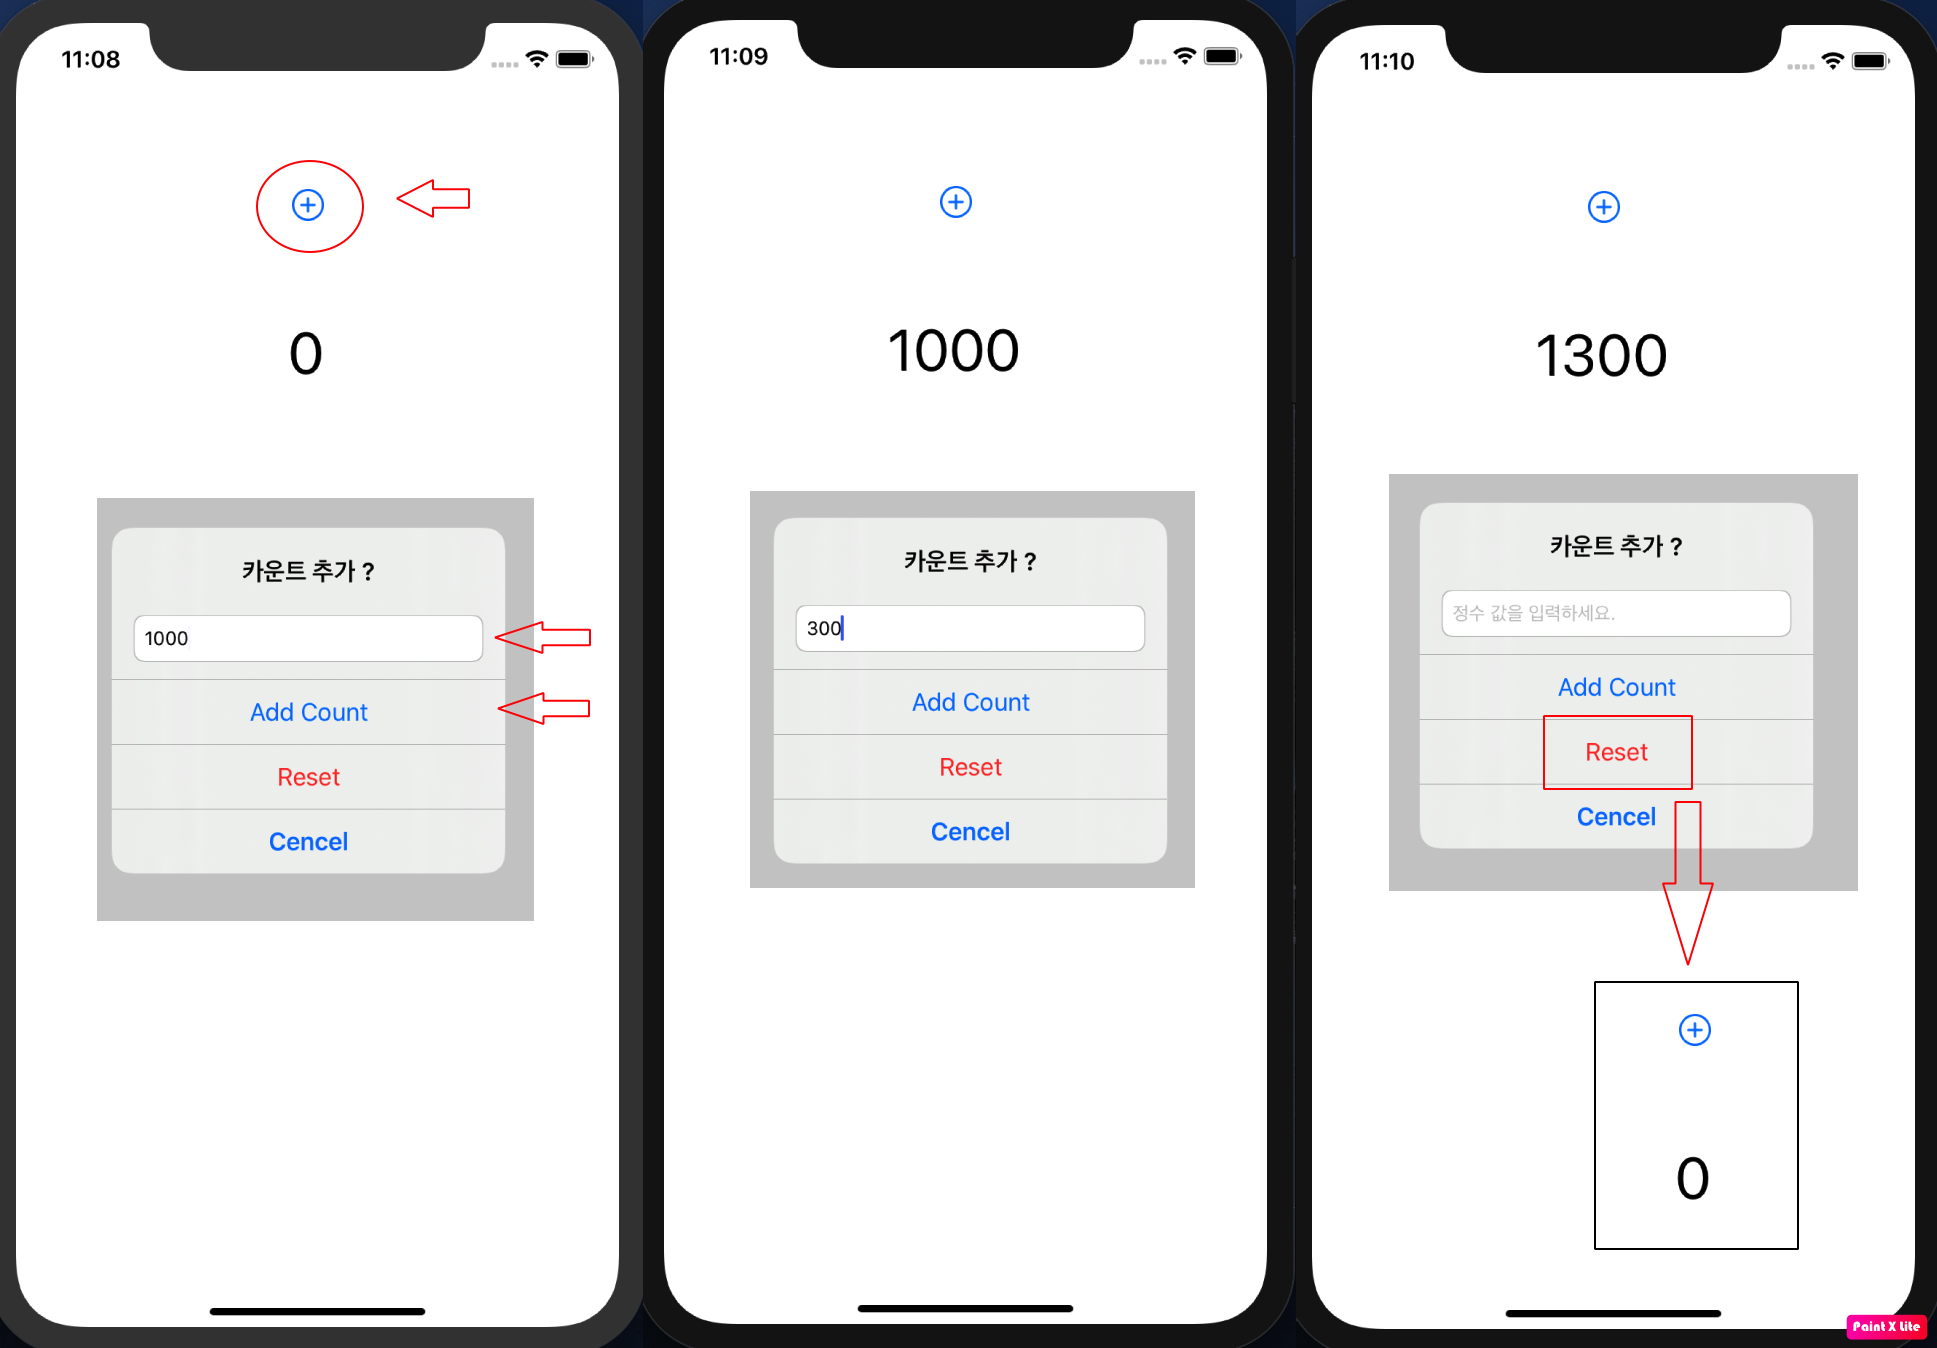 11:08
0
카운트 추가 ?
1000
Add Count
Reset
Cencel
11:09
1000
카운트 추가 ?
300
Add Count
Reset
Cencel
11:10
1300
카운트 추가 ?
정수 값을 입력하세요.
Add Count
Reset
Cencel
0
Paint X Lite